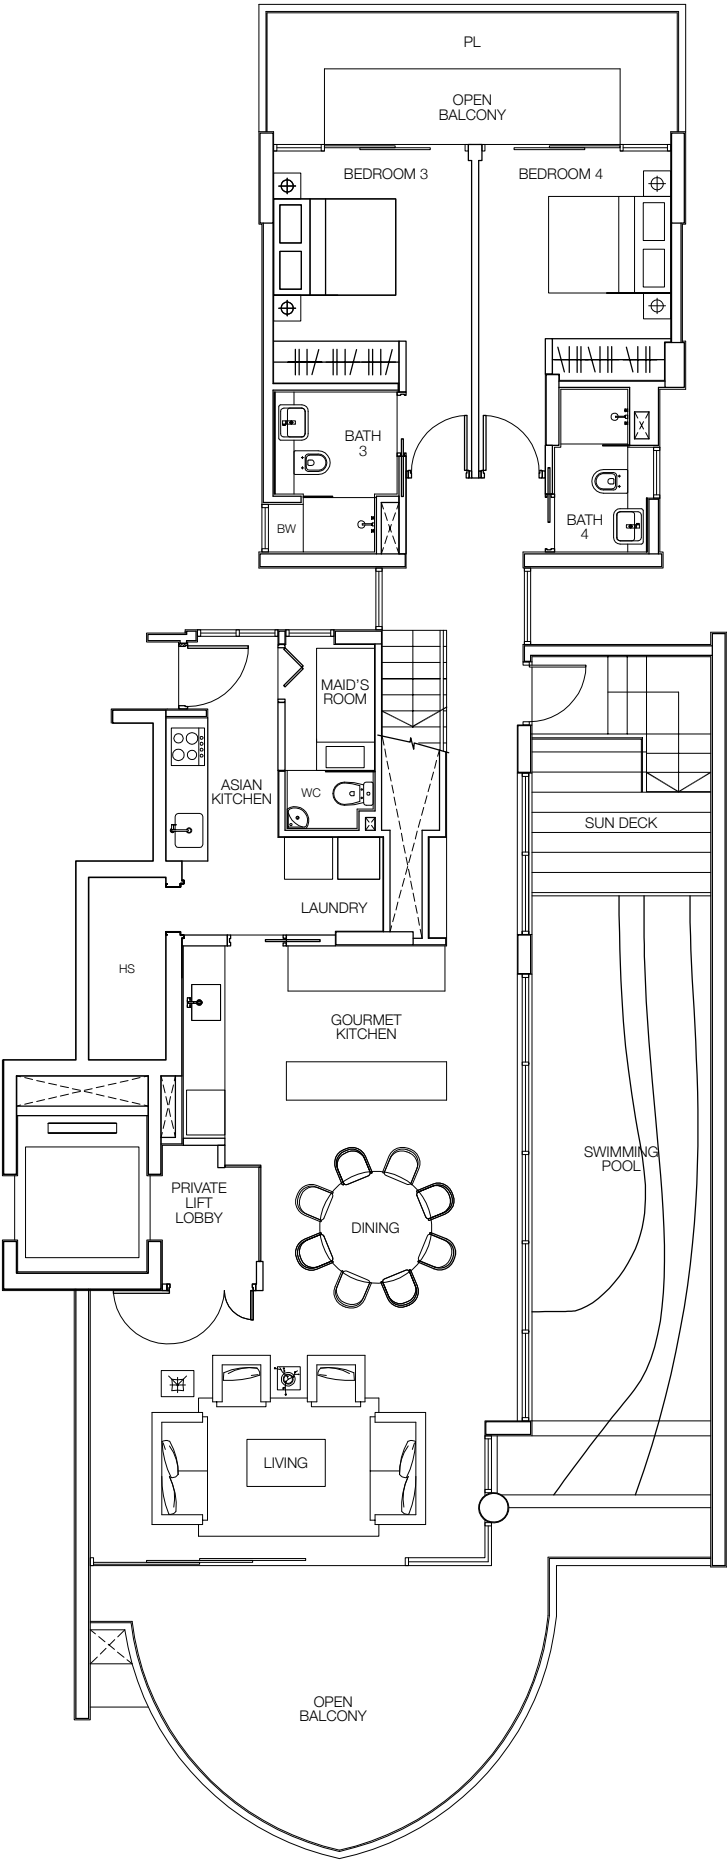 PL
OPEN
BALCONY
BEDROOM 3
BEDROOM 4
BATH
3
BW
BATH
4
MAID'S
ROOM
ASIAN
KITCHEN
WC
SUN DECK
LAUNDRY
HS
GOURMET
KITCHEN
SWIMMING
POOL
PRIVATE
LIFT
LOBBY
DINING
LIVING
OPEN
BALCONY